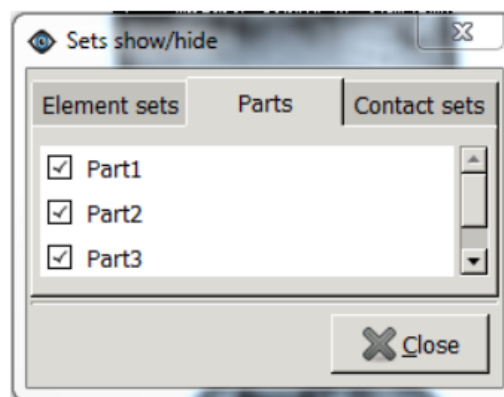 Sets show/hide
Element sets Parts Contact sets
Part1
Part2
Part3
Close